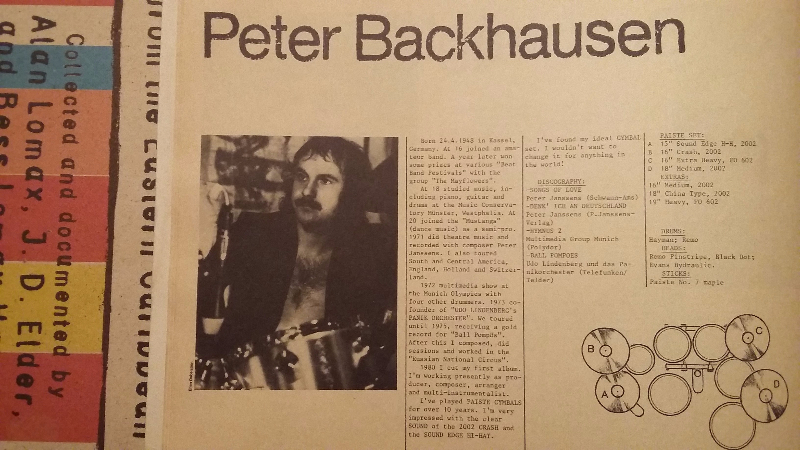 Collected and documented by
Alan Lomax, J. D. Elder,
and Bess Lomax
from the Eastern Caribbean
Peter Backhausen
Born 24.4.1948 in Kassel,
Germany. At 16 joined an ama-
teur band. A year later won
some prizes at various "Beat
Band Festivals" with the
group "The Mayflowers".
At 18 studied music, in-
cluding piano, guitar and
drums at the Music Conserva-
tory Münster, Westphalia. At
20 joined the "Mustangs"
(dance music) as a semi-pro.
1971 did theatre music and
recorded with composer Peter
Janssens. I also toured
South and Central America,
England, Holland and Switzer-
land.
1972 multimedia show at
the Munich Olympics with
four other drummers. 1973 co-
founder of "UDO LINDENBERG's
PANIK ORCHESTER". We toured
until 1975, receiving a gold
record for "Ball Pompös".
After this I composed, did
sessions and worked in the
"Russian National Circus".
1980 I cut my first album.
I'm working presently as pro-
ducer, composer, arranger
and multi-instrumentalist.
I've played PAISTE CYMBALS
for over 10 years. I'm very
impressed with the clear
SOUND of the 2002 CRASH and
the SOUND EDGE HI-HAT.
I've found my ideal CYMBAL
set. I wouldn't want to
change it for anything in
the world!
DISCOGRAPHY:
-SONGS OF LOVE
Peter Janssens (Schwann-Ams)
-DENK' ICH AN DEUTSCHLAND
Peter Janssens (P.Janssens-
Verlag)
-HYMNUS 2
Multimedia Group Munich
(Polydor)
-BALL POMPOES
Udo Lindenberg und das Pa-
nikorchester (Telefunken/
Teldec)
PAISTE SET:
A 15" Sound Edge H-H, 2002
B 16" Crash, 2002
C 16" Extra Heavy, RO 602
D 18" Medium, 2002
EXTRAS:
16" Medium, 2002
18" China Type, 2002
19" Heavy, RO 602
DRUMS:
Hayman; Remo
HEADS:
Remo Pinstripe, Black Dot;
Evans Hydraulic.
STICKS:
Paiste No. 7 maple
B
A
C
D